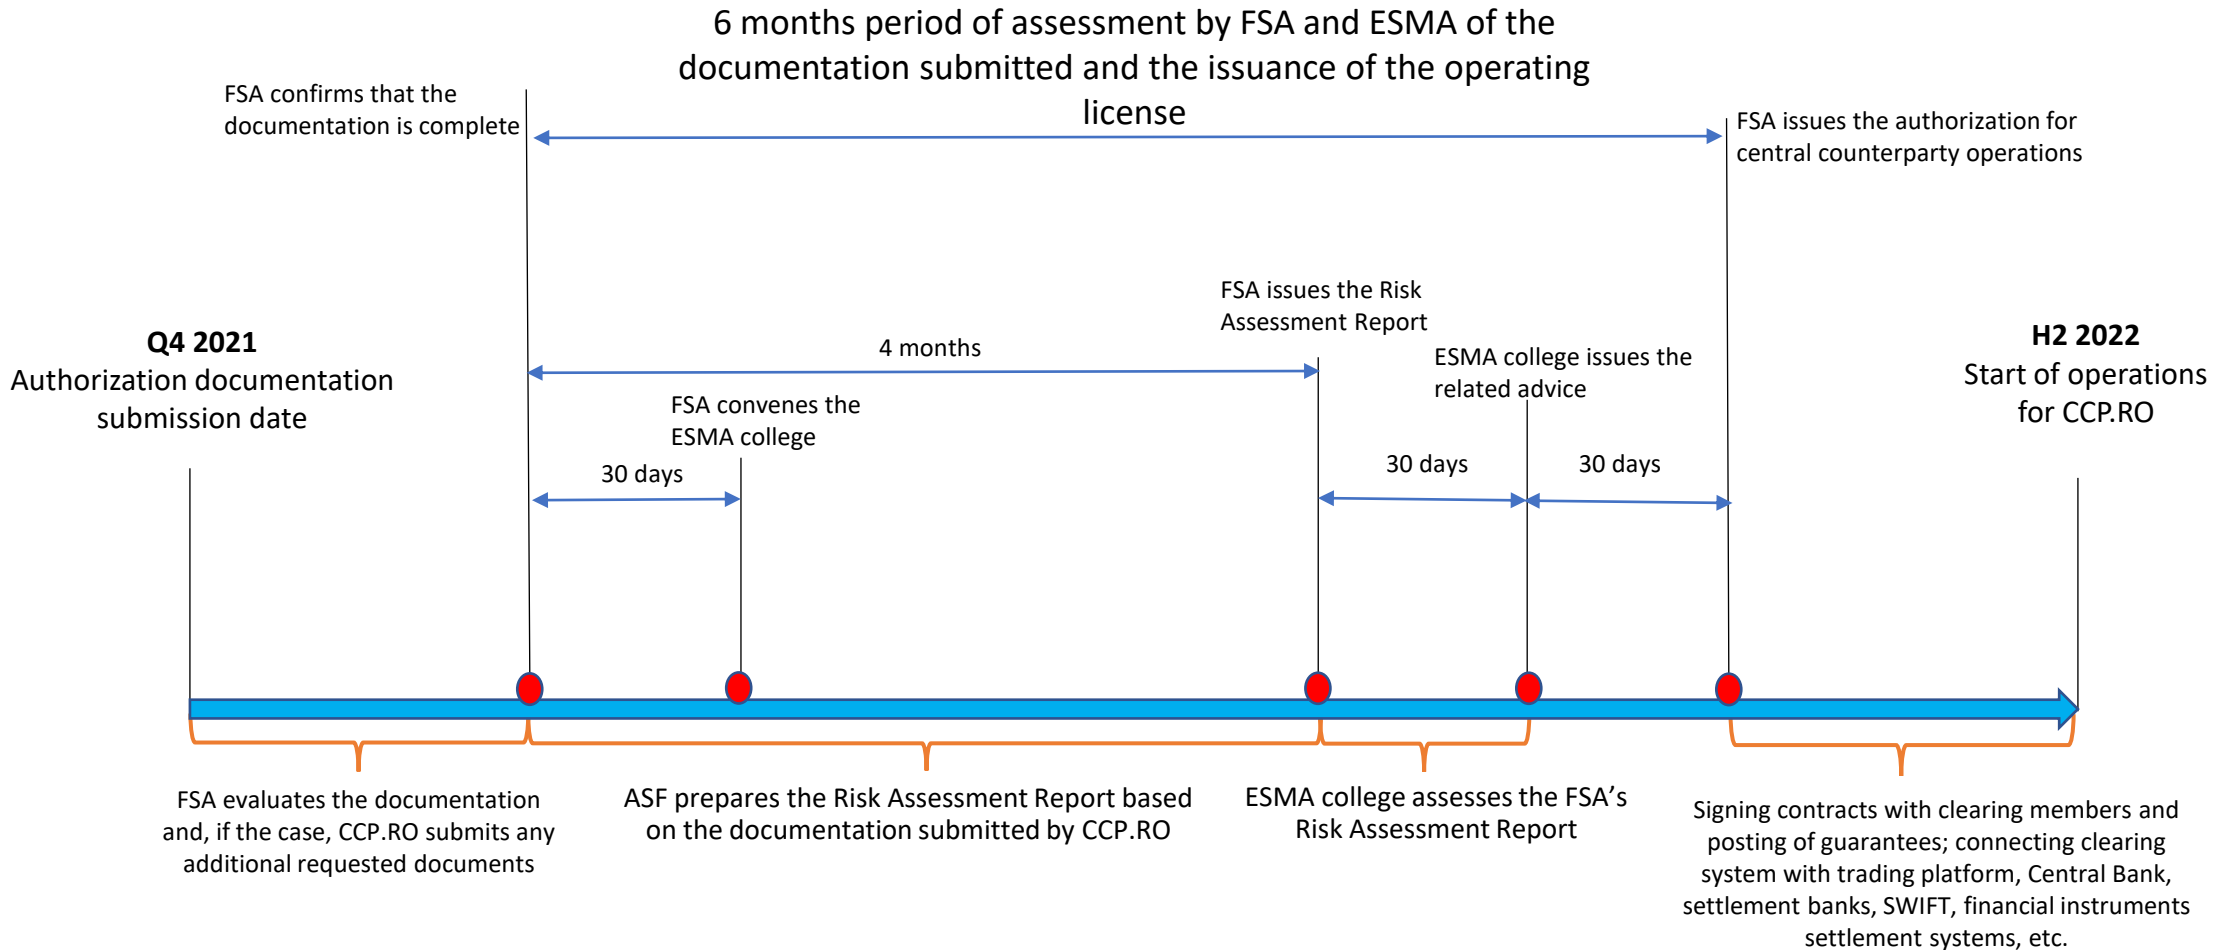 6 months period of assessment by FSA and ESMA of the
documentation submitted and the issuance of the operating
license
FSA confirms that the
documentation is complete
FSA issues the authorization for
central counterparty operations
FSA issues the Risk
Assessment Report
Q4 2021
Authorization documentation
submission date
4 months
ESMA college issues the
related advice
H2 2022
Start of operations
for CCP.RO
FSA convenes the
ESMA college
30 days
30 days
30 days
FSA evaluates the documentation
and, if the case, CCP.RO submits any
additional requested documents
ASF prepares the Risk Assessment Report based
on the documentation submitted by CCP.RO
ESMA college assesses the FSA’s
Risk Assessment Report
Signing contracts with clearing members and
posting of guarantees; connecting clearing
system with trading platform, Central Bank,
settlement banks, SWIFT, financial instruments
settlement systems, etc.